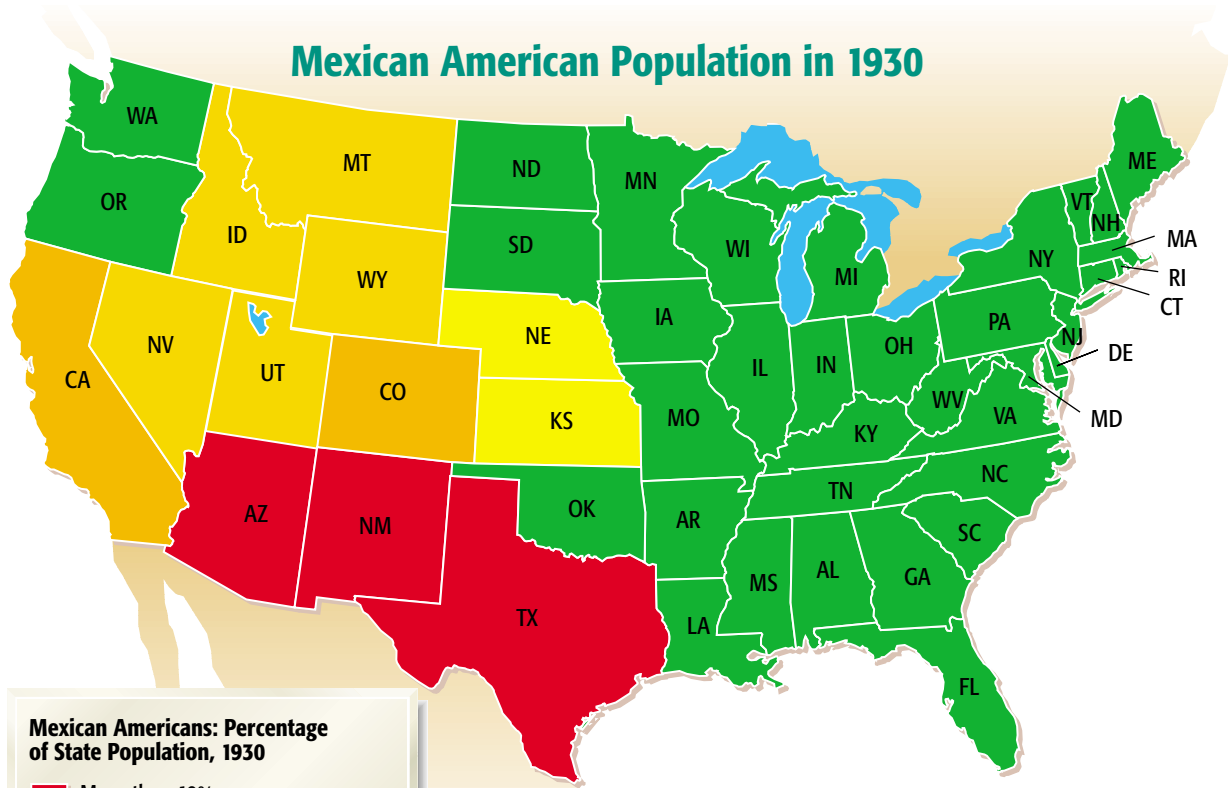 Mexican American Population in 1930
WA
OR
MT
ID
WY
ND
SD
MN
WI
MI
ME
VT
NH
MA
RI
CT
NY
NE
IA
PA
NJ
DE
MD
NV
UT
CA
CO
KS
MO
IL
IN
OH
WV
VA
KY
NC
TN
AZ
NM
OK
AR
SC
MS
AL
GA
TX
LA
FL
Mexican Americans: Percentage
of State Population, 1930